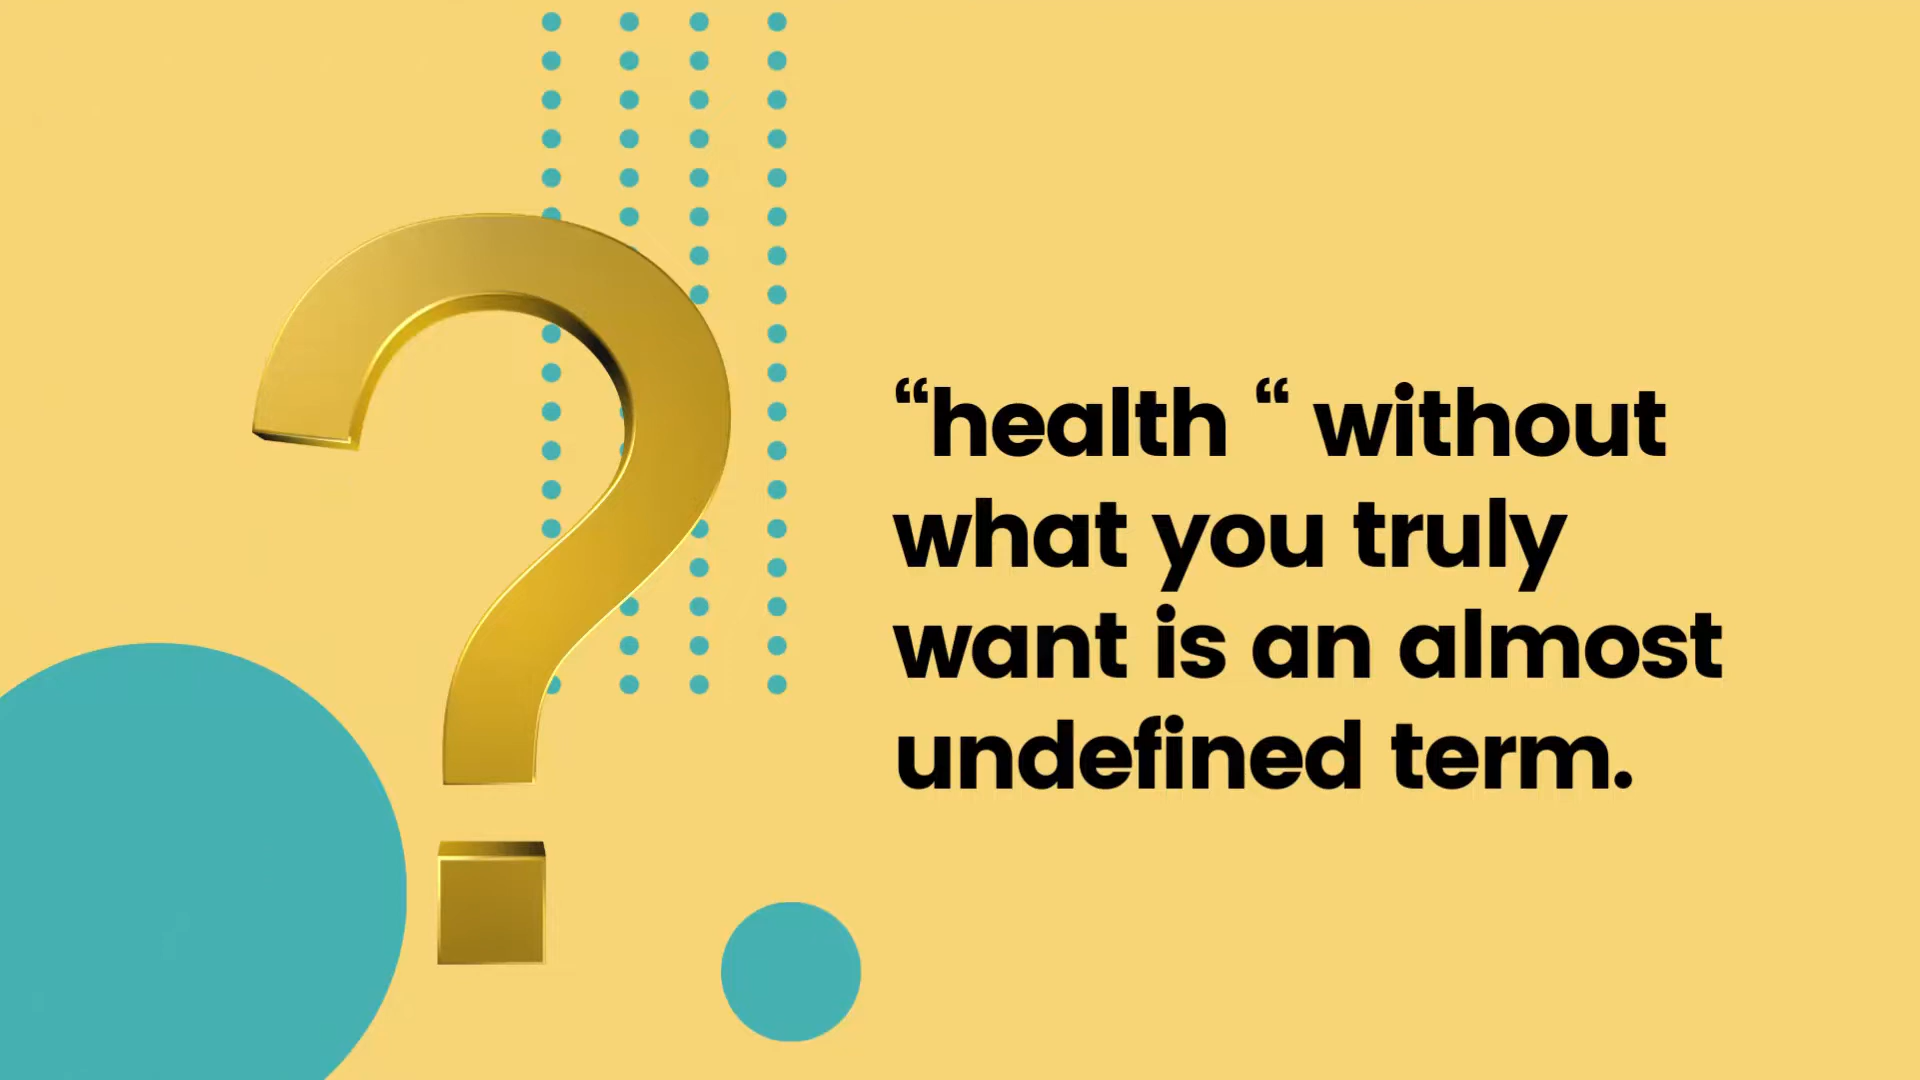 “health “ without
what you truly
want is an almost
undefined term.